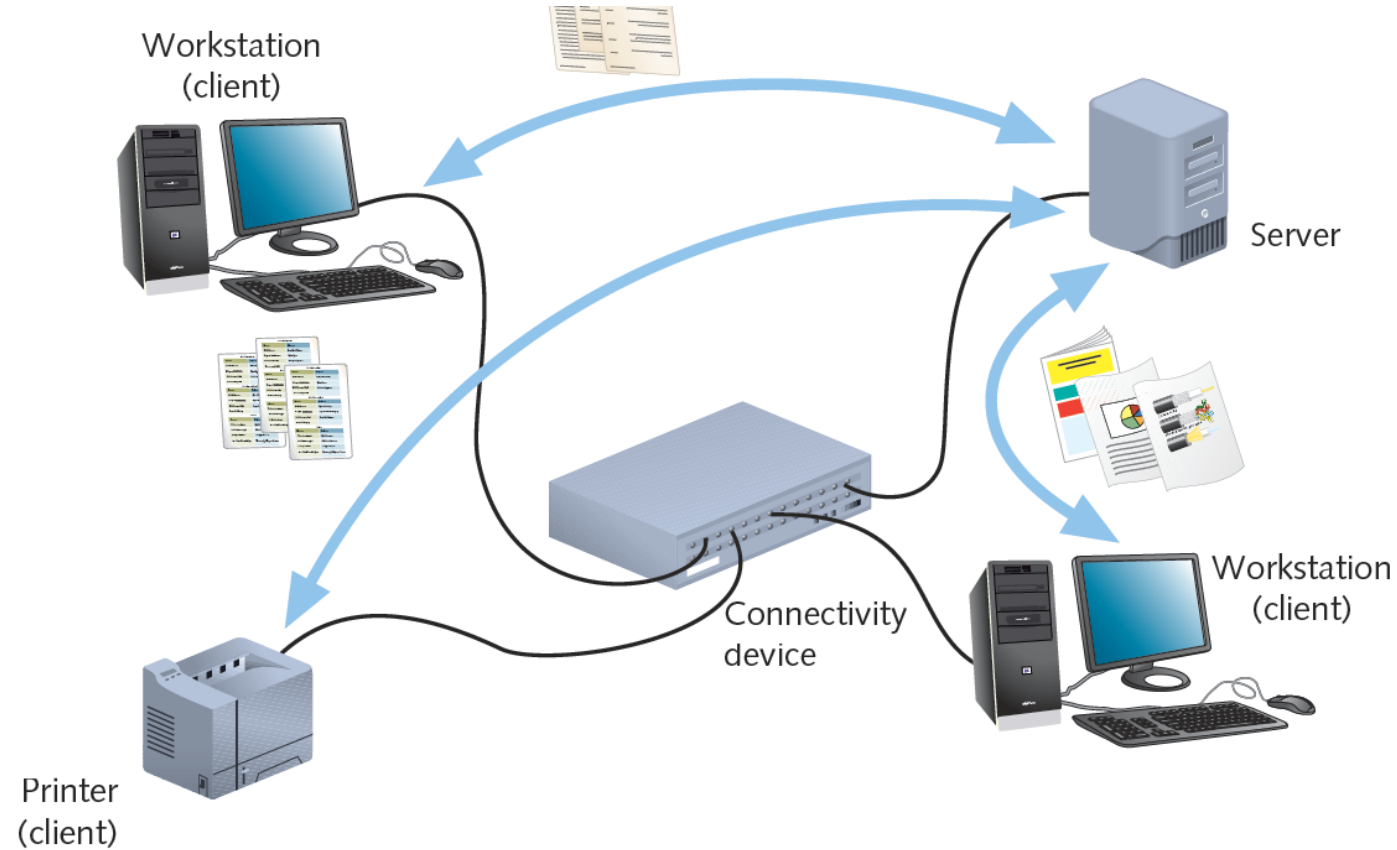 Workstation
(client)
Server
Connectivity
device
Workstation
(client)
Printer
(client)